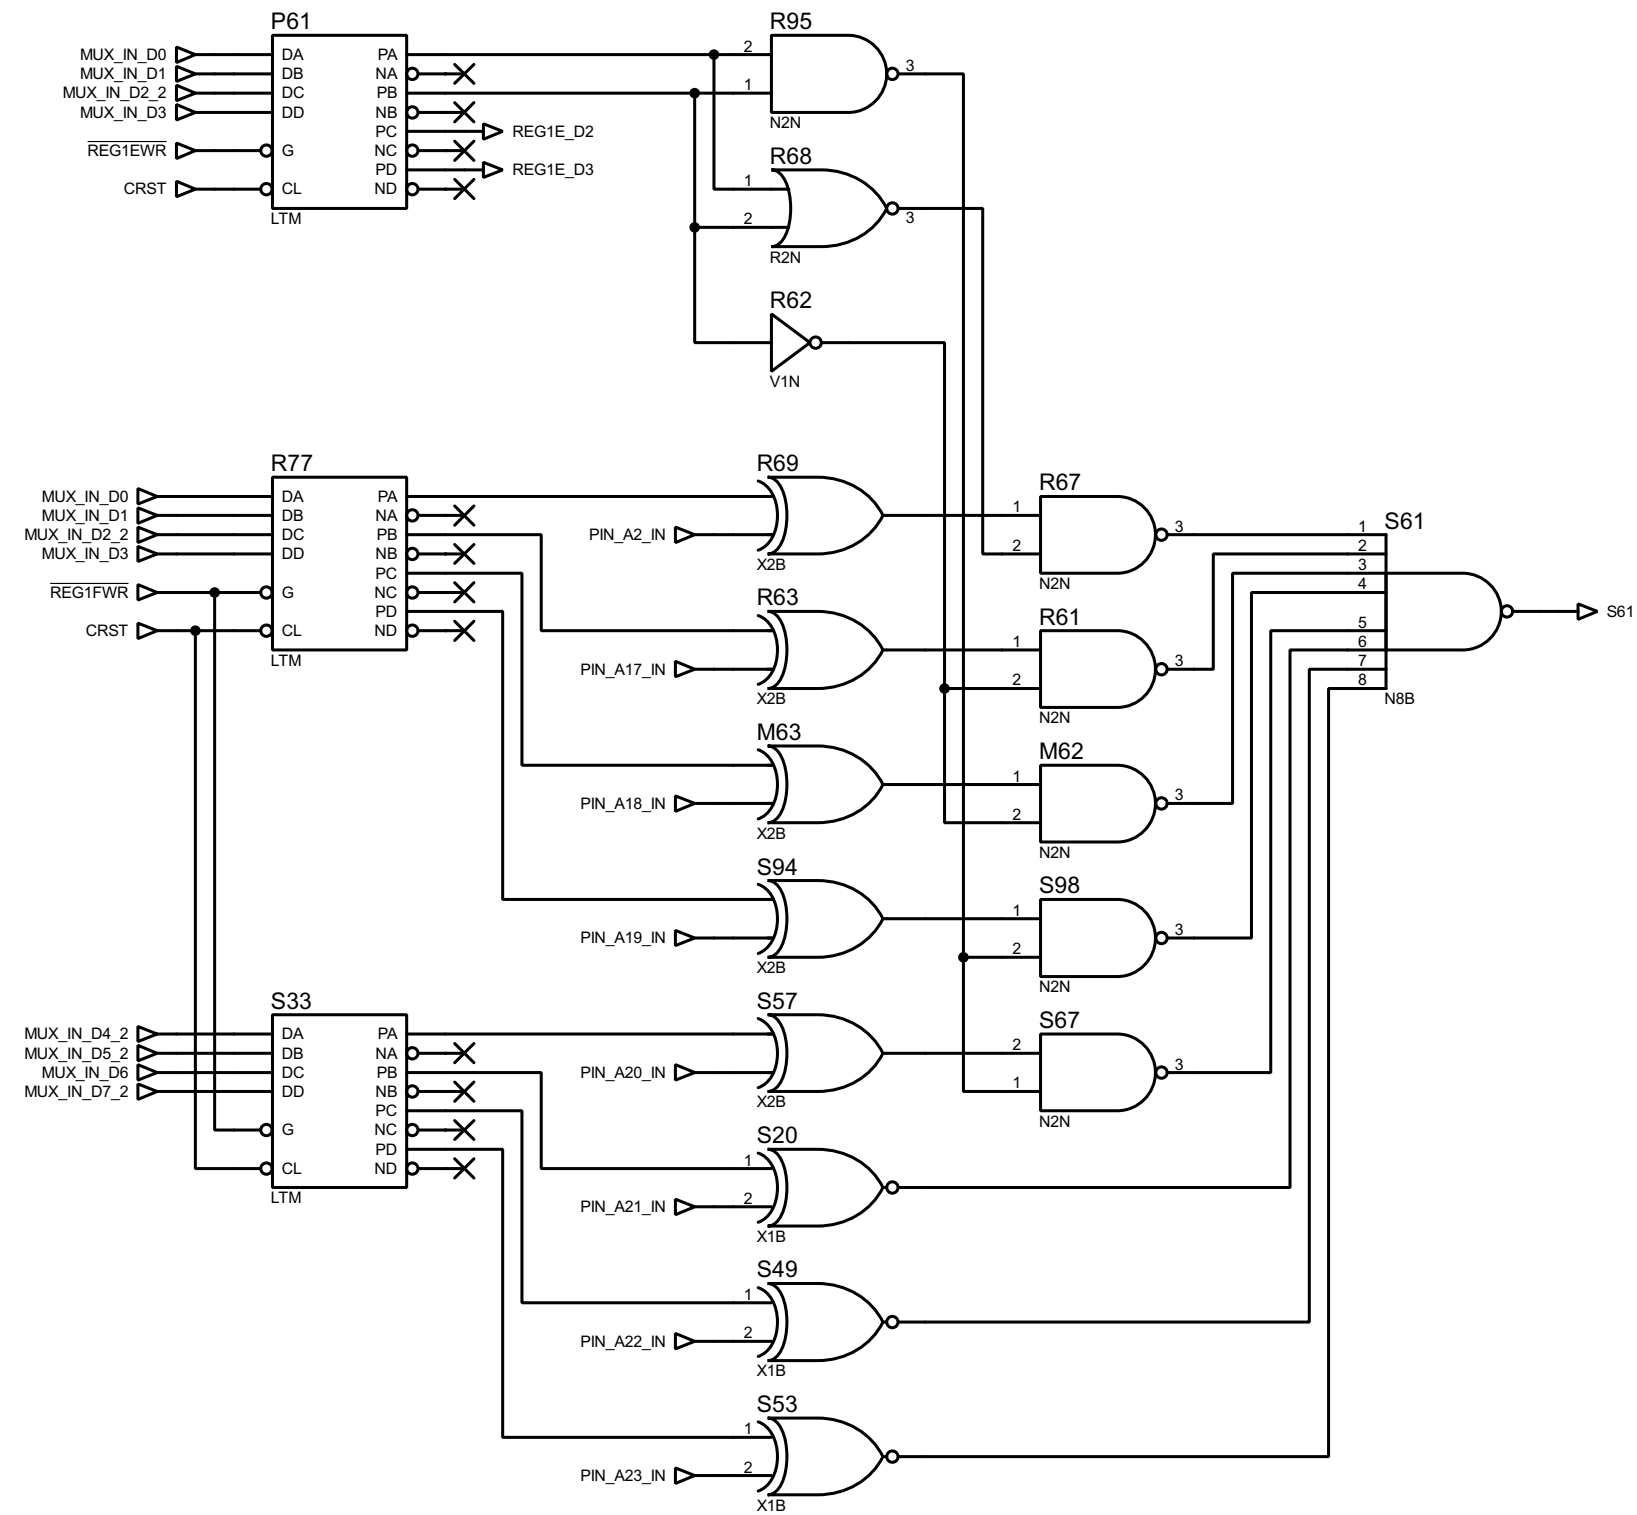 P61
MUX_IN_D0
MUX_IN_D1
MUX_IN_D2_2
MUX_IN_D3
REG1EWR
CRST
DA
DB
DC
DD
G
CL
PA
NA
PB
NB
PC
NC
PD
ND
LTM
REG1E_D2
REG1E_D3
R95
2
1
3
N2N
R68
1
2
3
R2N
R62
V1N
R77
MUX_IN_D0
MUX_IN_D1
MUX_IN_D2_2
MUX_IN_D3
REG1FWR
CRST
DA
DB
DC
DD
G
CL
PA
NA
PB
NB
PC
NC
PD
ND
LTM
R69
PIN_A2_IN
X2B
R67
1
2
3
N2N
R63
PIN_A17_IN
X2B
R61
1
2
3
N2N
M63
PIN_A18_IN
X2B
M62
1
2
3
N2N
S94
PIN_A19_IN
X2B
S98
1
2
3
N2N
S61
1
2
3
4
5
6
7
8
N8B
S61
S33
MUX_IN_D4_2
MUX_IN_D5_2
MUX_IN_D6
MUX_IN_D7_2
DA
DB
DC
DD
G
CL
PA
NA
PB
NB
PC
NC
PD
ND
LTM
S57
PIN_A20_IN
X2B
S67
2
1
3
N2N
S20
1
2
PIN_A21_IN
X1B
S49
1
2
PIN_A22_IN
X1B
S53
1
2
PIN_A23_IN
X1B